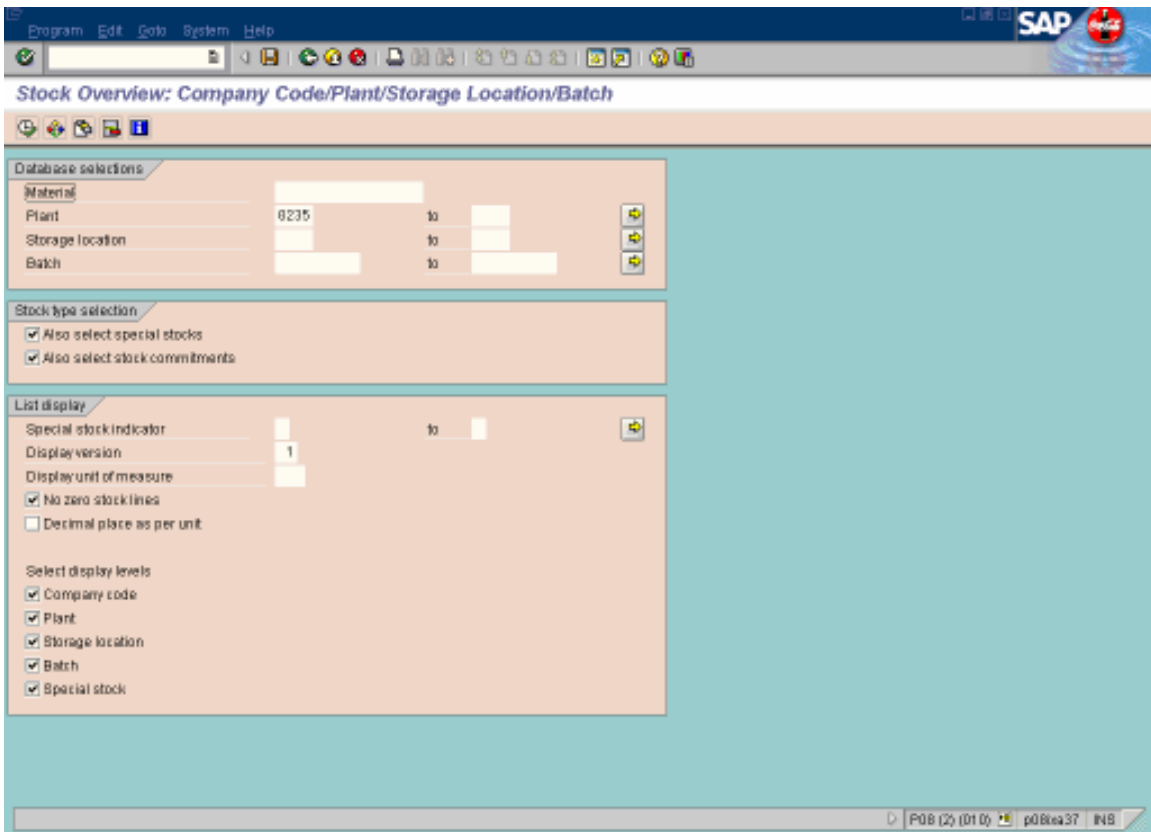 Program Edit Goto System Help
SAP
Stock Overview: Company Code/Plant/Storage Location/Batch
Database selections
Material
Plant 0235 to
Storage location to
Batch to
Stock type selection
Also select special stocks
Also select stock commitments
List display
Special stock indicator to
Display version 1
Display unit of measure
No zero stock lines
Decimal place as per unit
Select display levels
Company code
Plant
Storage location
Batch
Special stock
P08 (2) (010) INS